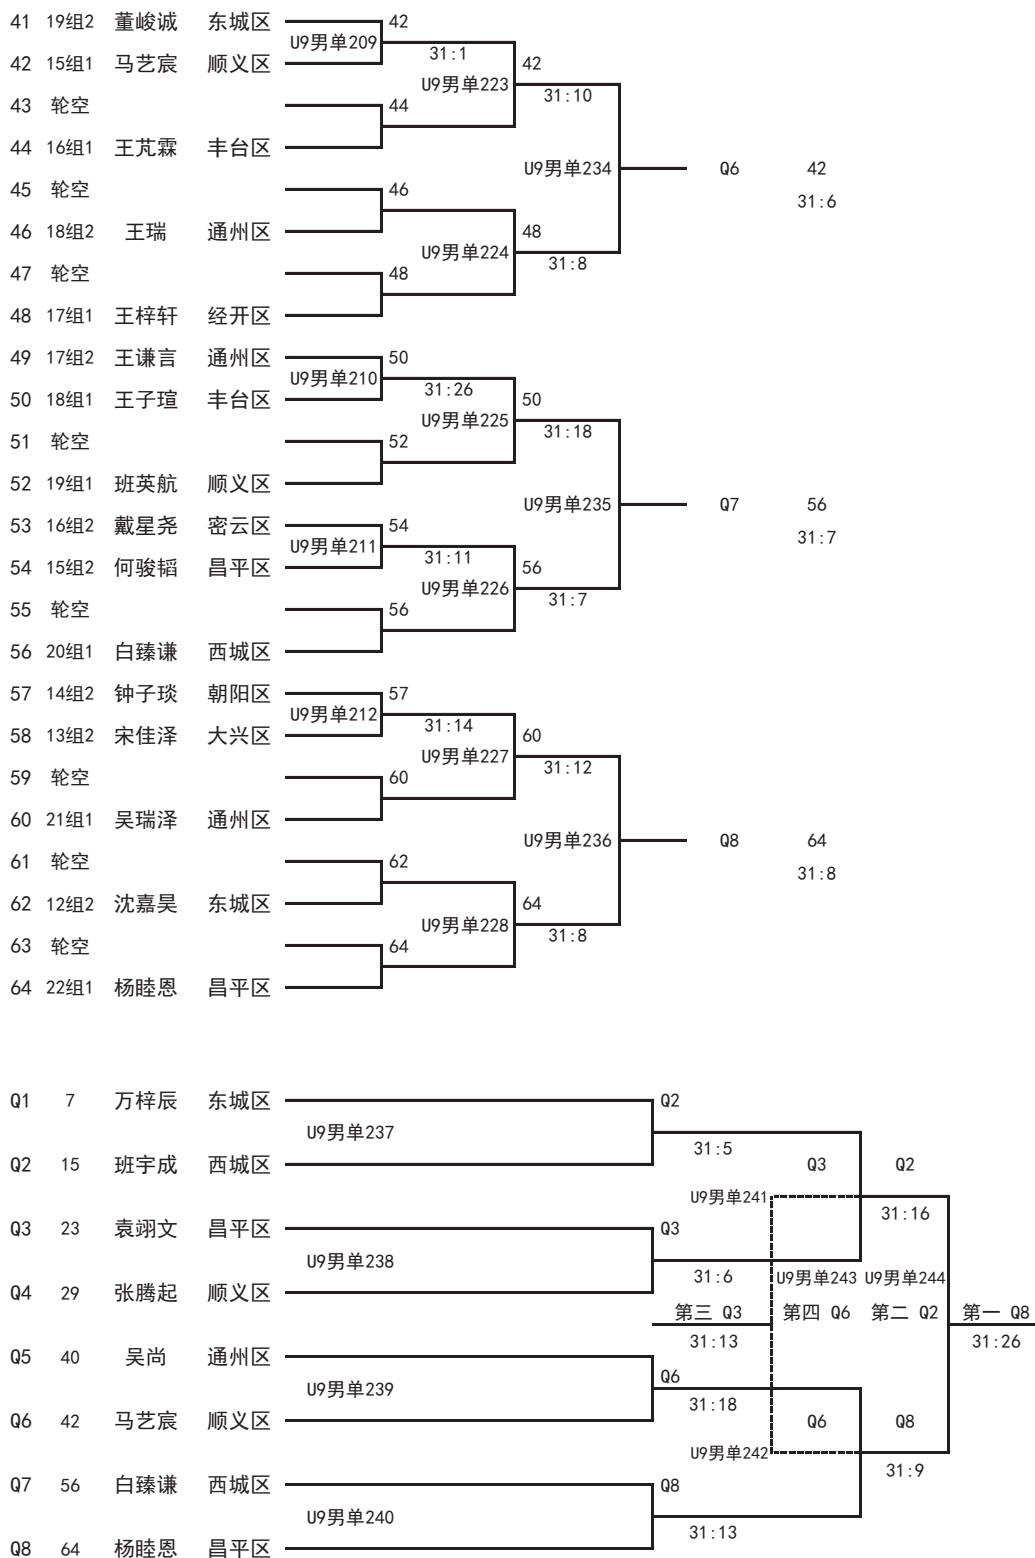 41 19组2 董峻诚 东城区 42
U9男单209 31:1
42 15组1 马艺宸 顺义区 42
U9男单223 31:10
43 轮空 44
44 16组1 王芃霖 丰台区
U9男单234 Q6 42
31:6
45 轮空 46
46 18组2 王瑞 通州区 48
U9男单224 31:8
47 轮空 48
48 17组1 王梓轩 经开区
49 17组2 王谦言 通州区 50
U9男单210 31:26
50 18组1 王子瑄 丰台区 50
U9男单225 31:18
51 轮空 52
52 19组1 班英航 顺义区
U9男单235 Q7 56
31:7
53 16组2 戴星尧 密云区 54
U9男单211 31:11
54 15组2 何骏韬 昌平区 56
U9男单226 31:7
55 轮空 56
56 20组1 白臻谦 西城区
57 14组2 钟子琰 朝阳区 57
U9男单212 31:14
58 13组2 宋佳泽 大兴区 60
U9男单227 31:12
59 轮空 60
60 21组1 吴瑞泽 通州区
U9男单236 Q8 64
31:8
61 轮空 62
62 12组2 沈嘉昊 东城区 64
U9男单228 31:8
63 轮空 64
64 22组1 杨睦恩 昌平区
Q1 7 万梓辰 东城区 Q2
U9男单237 31:5
Q2 15 班宇成 西城区 Q3 Q2
U9男单241 31:16
Q3 23 袁翊文 昌平区 Q3
U9男单238 31:6
Q4 29 张腾起 顺义区 U9男单243 U9男单244
第三 Q3 第四 Q6 第二 Q2 第一 Q8
31:13 31:26
Q5 40 吴尚 通州区 Q6
U9男单239 31:18
Q6 42 马艺宸 顺义区 Q6 Q8
U9男单242 31:9
Q7 56 白臻谦 西城区 Q8
U9男单240 31:13
Q8 64 杨睦恩 昌平区